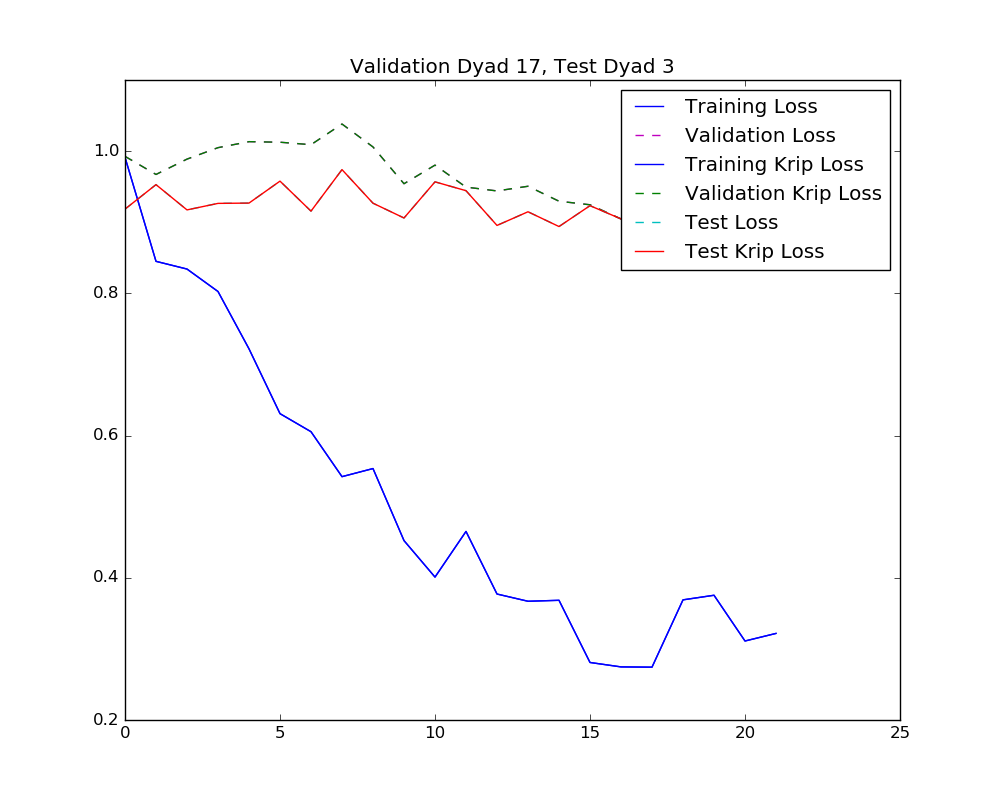 Validation Dyad 17, Test Dyad 3
Training Loss
Validation Loss
Training Krip Loss
Validation Krip Loss
Test Loss
Test Krip Loss
1.0
0.8
0.6
0.4
0.2
0 5 10 15 20 25